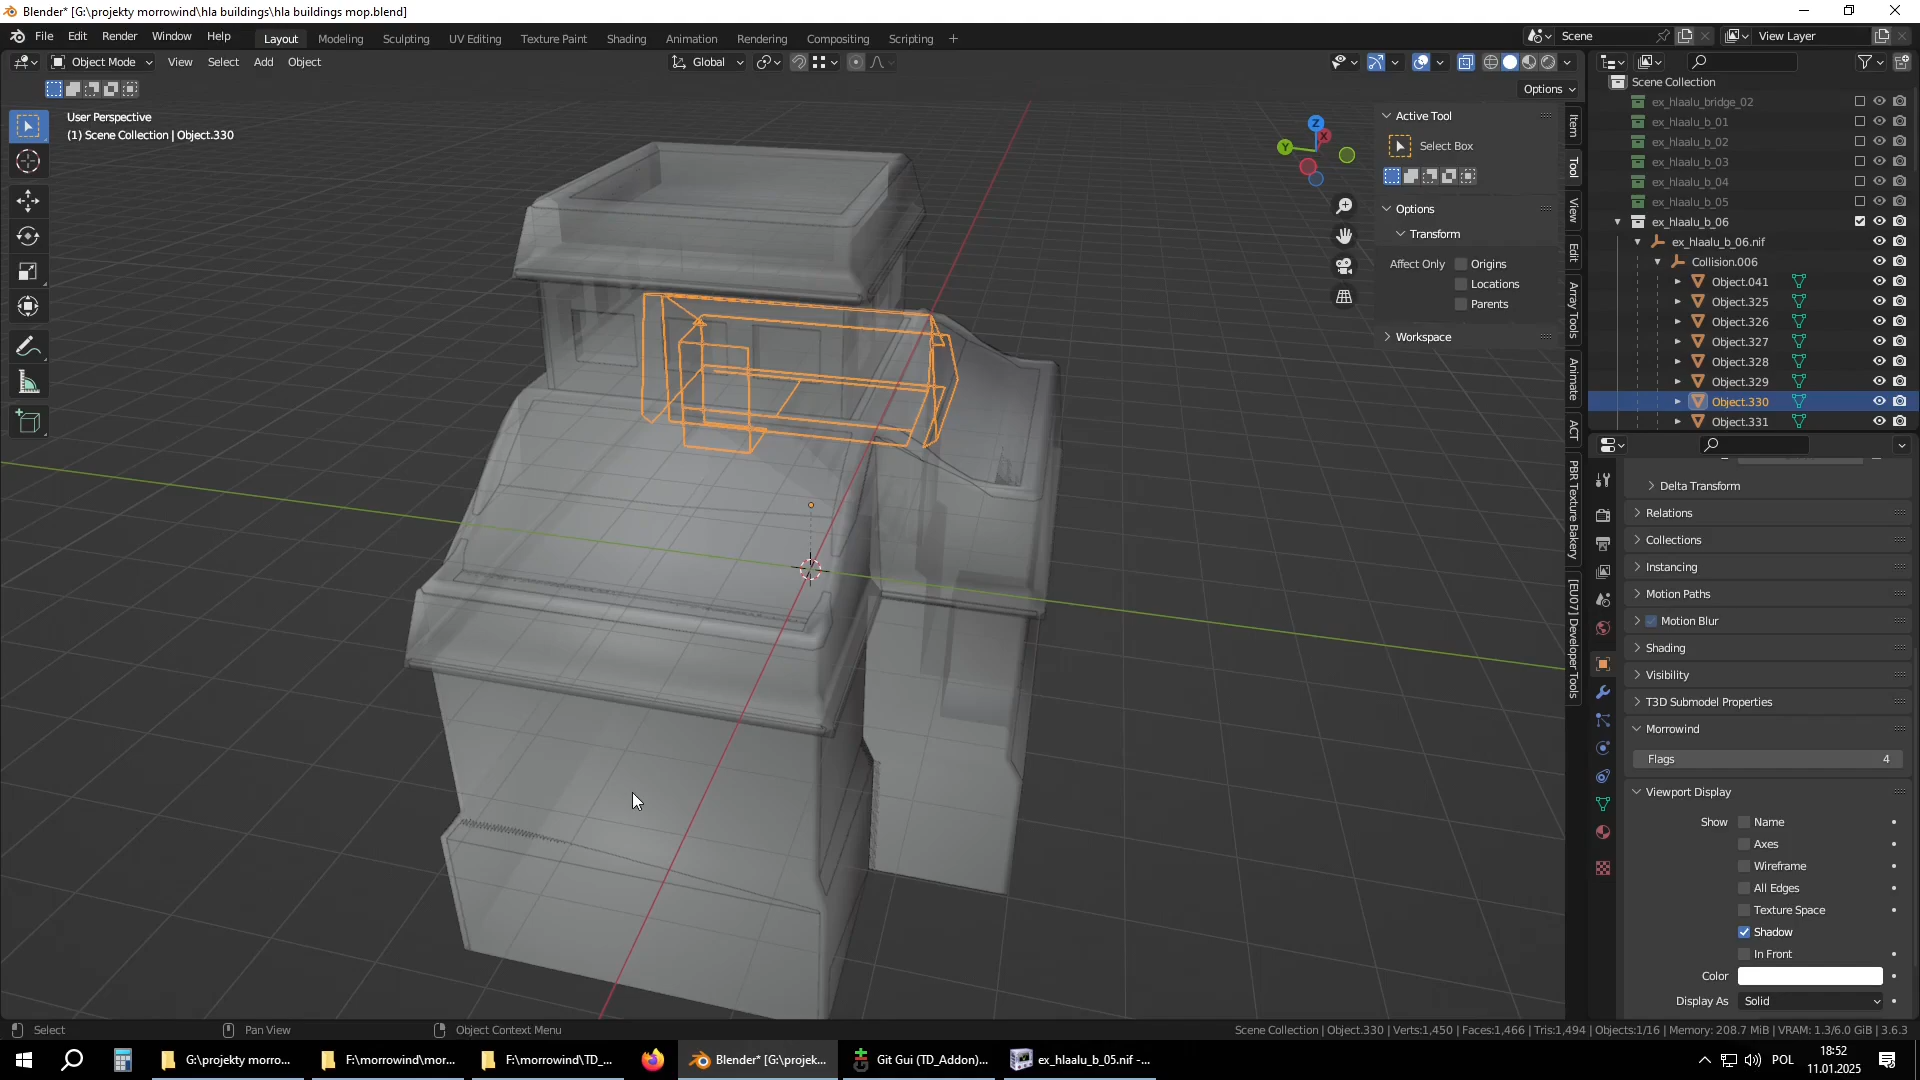 Blender* [G:\projekty morrowind\hla buildings\hla buildings mop.blend]
File Edit Render Window Help
Layout Modeling Sculpting UV Editing Texture Paint Shading Animation Rendering Compositing Scripting +
Scene
View Layer
Object Mode View Select Add Object
Global
Options
User Perspective
(1) Scene Collection | Object.330
Z
X
Y
Active Tool
Select Box
Options
Transform
Affect Only Origins
Locations
Parents
Workspace
Item
Tool
View
Edit
Array Tools
Animate
ACT
PBR Texture Bakery
[EU07] Developer Tools
Scene Collection
ex_hlaalu_bridge_02
ex_hlaalu_b_01
ex_hlaalu_b_02
ex_hlaalu_b_03
ex_hlaalu_b_04
ex_hlaalu_b_05
ex_hlaalu_b_06
ex_hlaalu_b_06.nif
Collision.006
Object.041
Object.325
Object.326
Object.327
Object.328
Object.329
Object.330
Object.331
Delta Transform
Relations
Collections
Instancing
Motion Paths
Motion Blur
Shading
Visibility
T3D Submodel Properties
Morrowind
Flags 4
Viewport Display
Show Name
Axes
Wireframe
All Edges
Texture Space
Shadow
In Front
Color
Display As Solid
Select Pan View Object Context Menu
Scene Collection | Object.330 | Verts:1,450 | Faces:1,466 | Tris:1,494 | Objects:1/16 | Memory: 208.7 MiB | VRAM: 1.3/6.0 GiB | 3.6.3
G:\projekty morro...
F:\morrowind\mor...
F:\morrowind\TD_...
Blender* [G:\projek...
Git Gui (TD_Addon)...
ex_hlaalu_b_05.nif -...
POL
18:52
11.01.2025